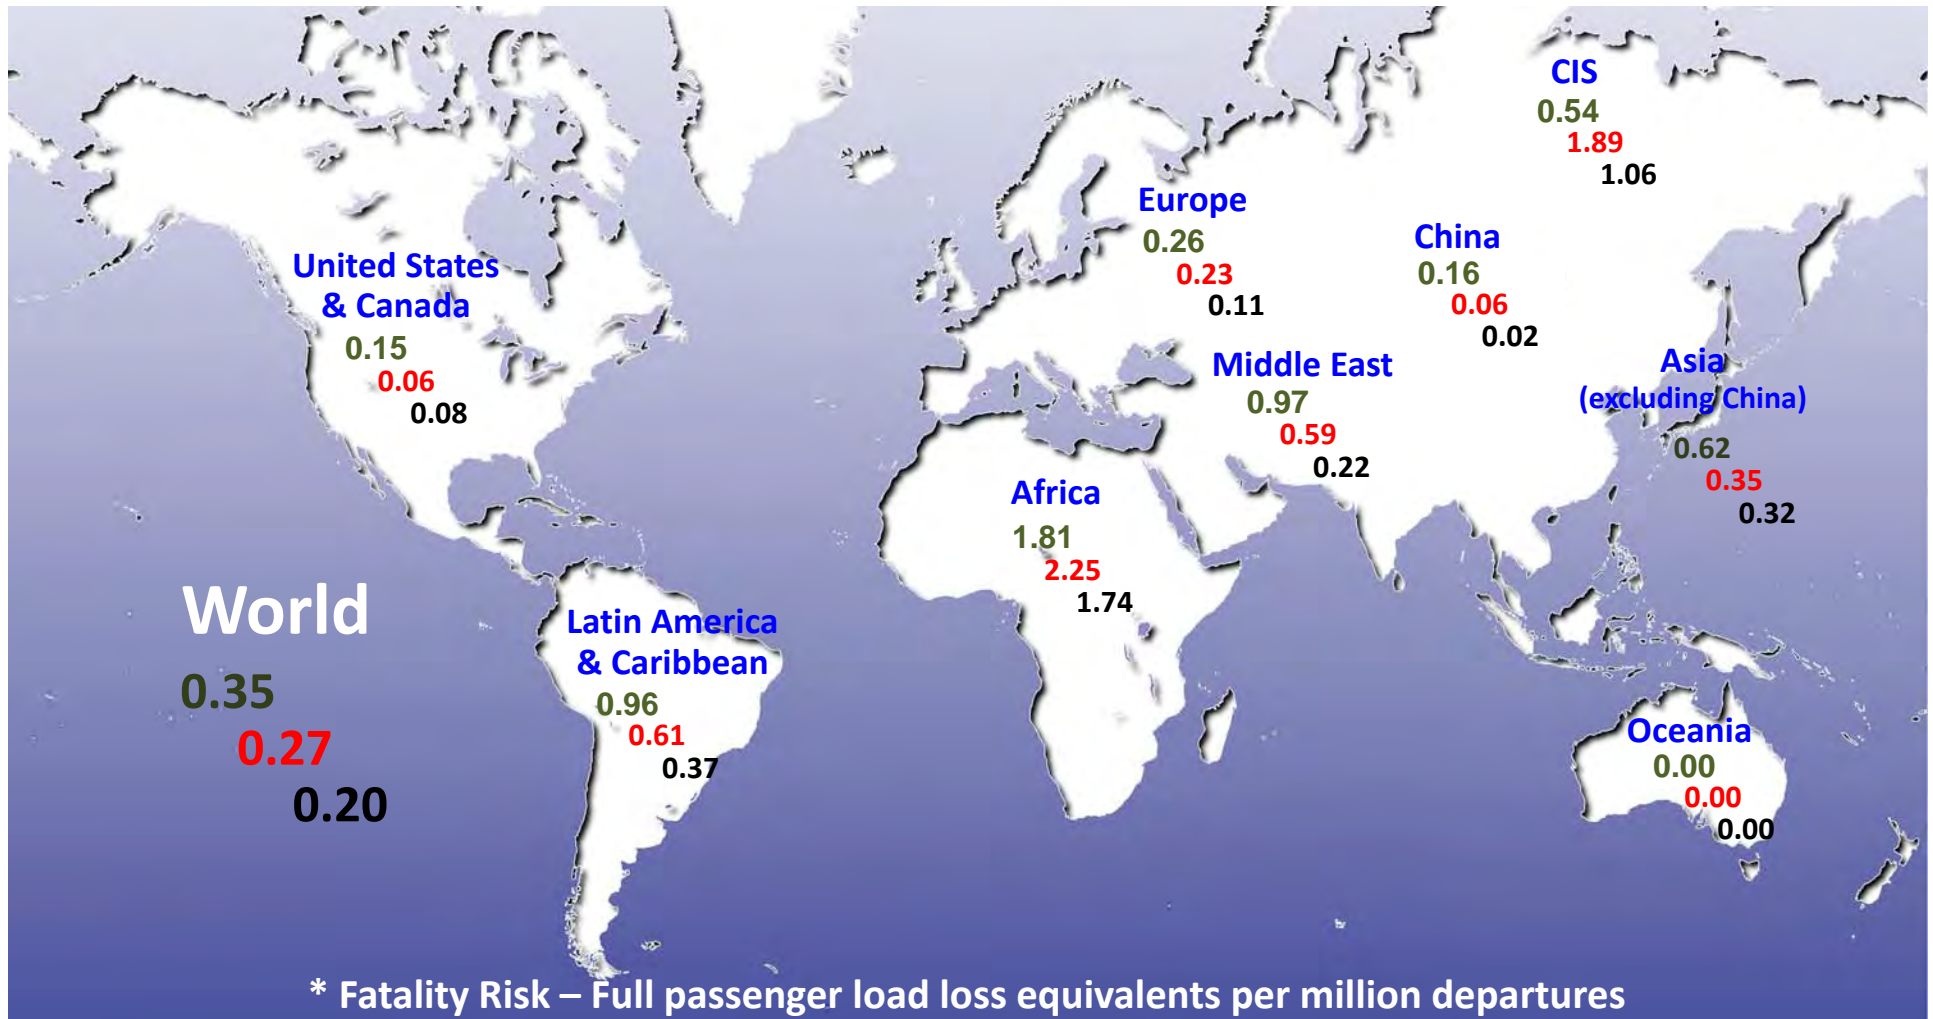 CIS
0.54
1.89
1.06
Europe
0.26
0.23
0.11
China
0.16
0.06
0.02
United States
& Canada
0.15
0.06
0.08
Middle East
0.97
0.59
0.22
Asia
(excluding China)
0.62
0.35
0.32
Africa
1.81
2.25
1.74
World
0.35
0.27
0.20
Latin America
& Caribbean
0.96
0.61
0.37
Oceania
0.00
0.00
0.00
* Fatality Risk – Full passenger load loss equivalents per million departures